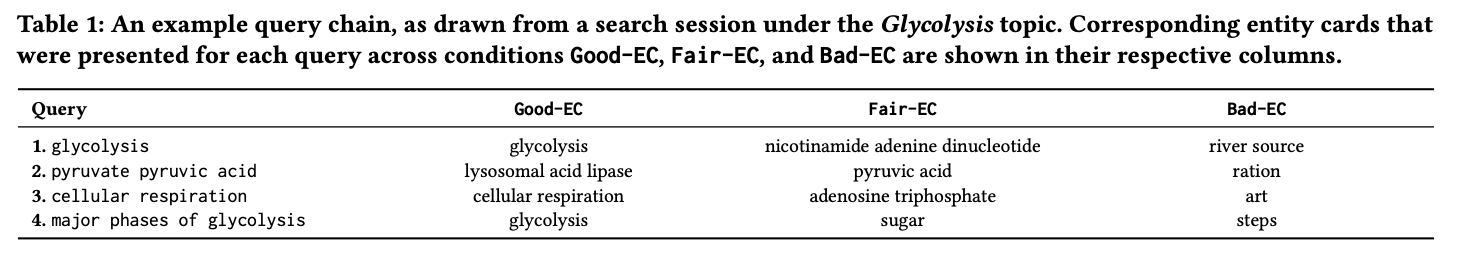 Table 1: An example query chain, as drawn from a search session under the Glycolysis topic. Corresponding entity cards that
were presented for each query across conditions Good-EC, Fair-EC, and Bad-EC are shown in their respective columns.
Query Good-EC Fair-EC Bad-EC
1. glycolysis glycolysis nicotinamide adenine dinucleotide river source
2. pyruvate pyruvic acid lysosomal acid lipase pyruvic acid ration
3. cellular respiration cellular respiration adenosine triphosphate art
4. major phases of glycolysis glycolysis sugar steps